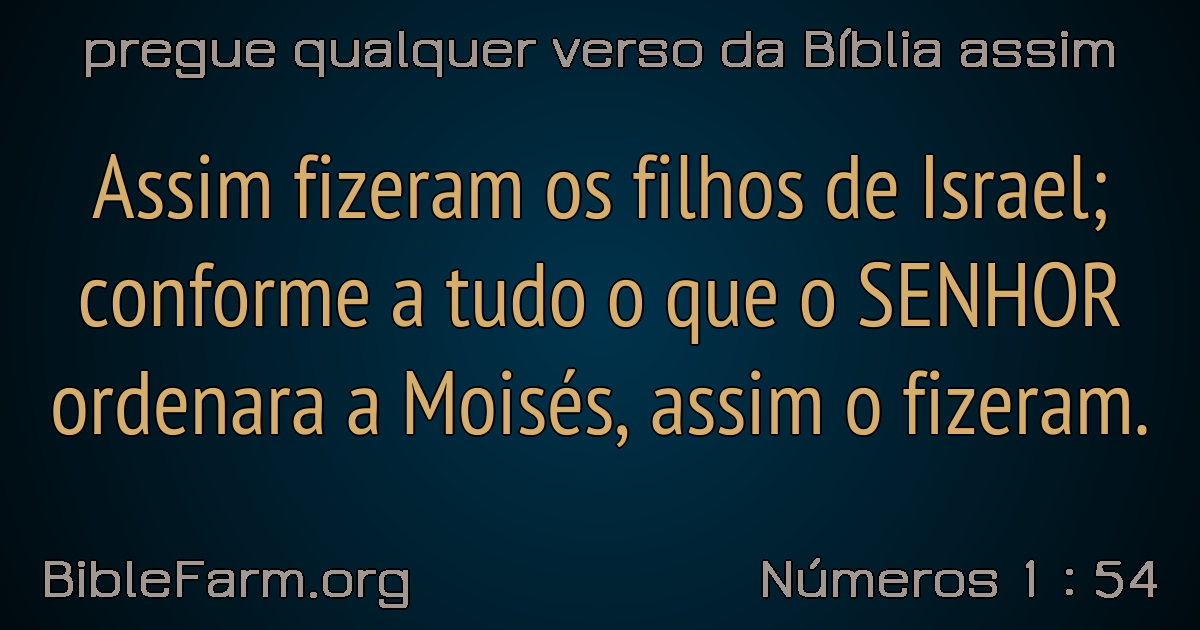 pregue qualquer verso da Bíblia assim
Assim fizeram os filhos de Israel;
conforme a tudo o que o SENHOR
ordenara a Moisés, assim o fizeram.
BibleFarm.org
Números 1 : 54